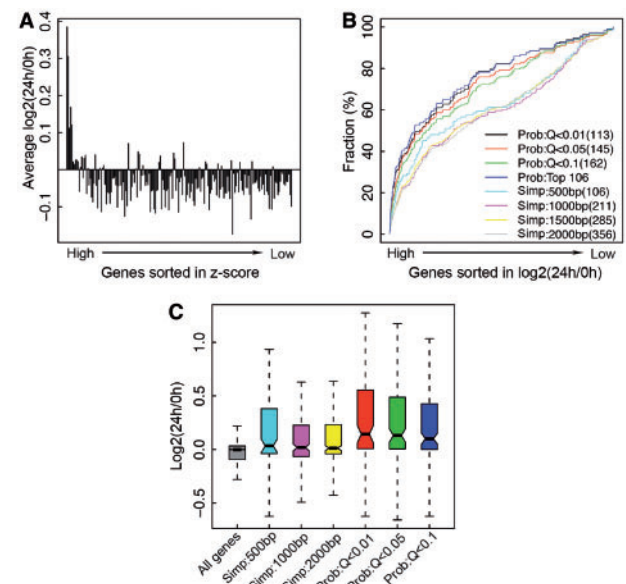 A
Average log2(24h/0h)
0.4
0.3
0.2
0.1
−0.1
High
Low
Genes sorted in z-score
B
Fraction (%)
100
80
60
40
20
0
Prob:Q<0.01(113)
Prob:Q<0.05(145)
Prob:Q<0.1(162)
Prob:Top 106
Simp:500bp(106)
Simp:1000bp(211)
Simp:1500bp(285)
Simp:2000bp(356)
High
Low
Genes sorted in log2(24h/0h)
C
Log2(24h/0h)
1.0
0.5
0.0
−0.5
All genes
Simp:500bp
Simp:1000bp
Simp:2000bp
Prob:Q<0.01
Prob:Q<0.05
Prob:Q<0.1